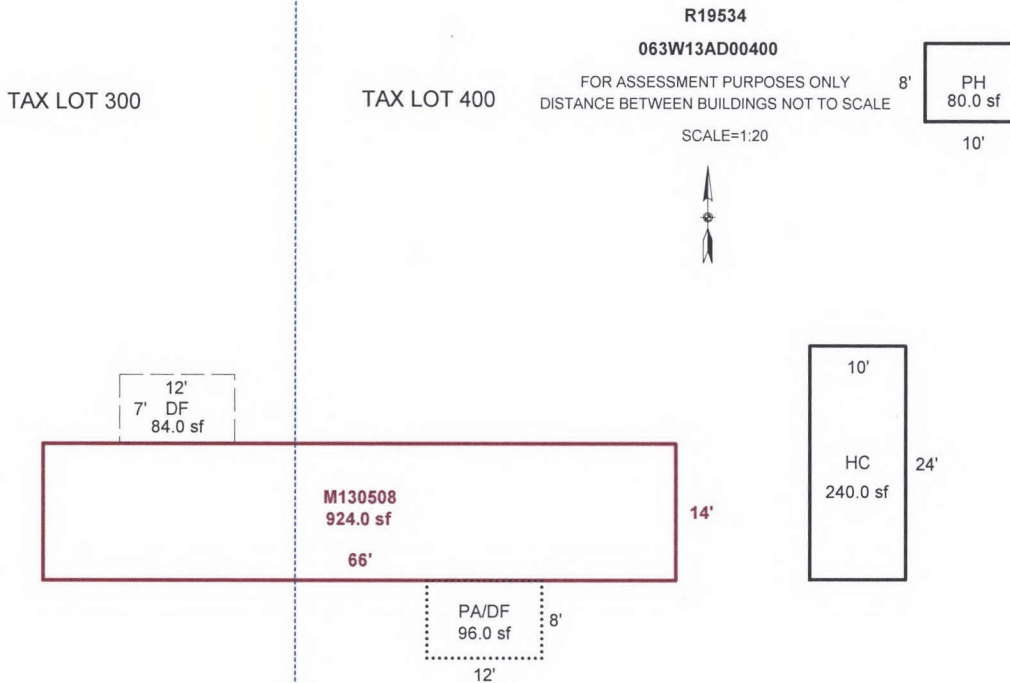 R19534
063W13AD00400
FOR ASSESSMENT PURPOSES ONLY
DISTANCE BETWEEN BUILDINGS NOT TO SCALE
SCALE=1:20
TAX LOT 300
TAX LOT 400
8'
PH
80.0 sf
10'
12'
7' DF
84.0 sf
M130508
924.0 sf
66'
14'
PA/DF
96.0 sf
8'
12'
10'
HC
240.0 sf
24'